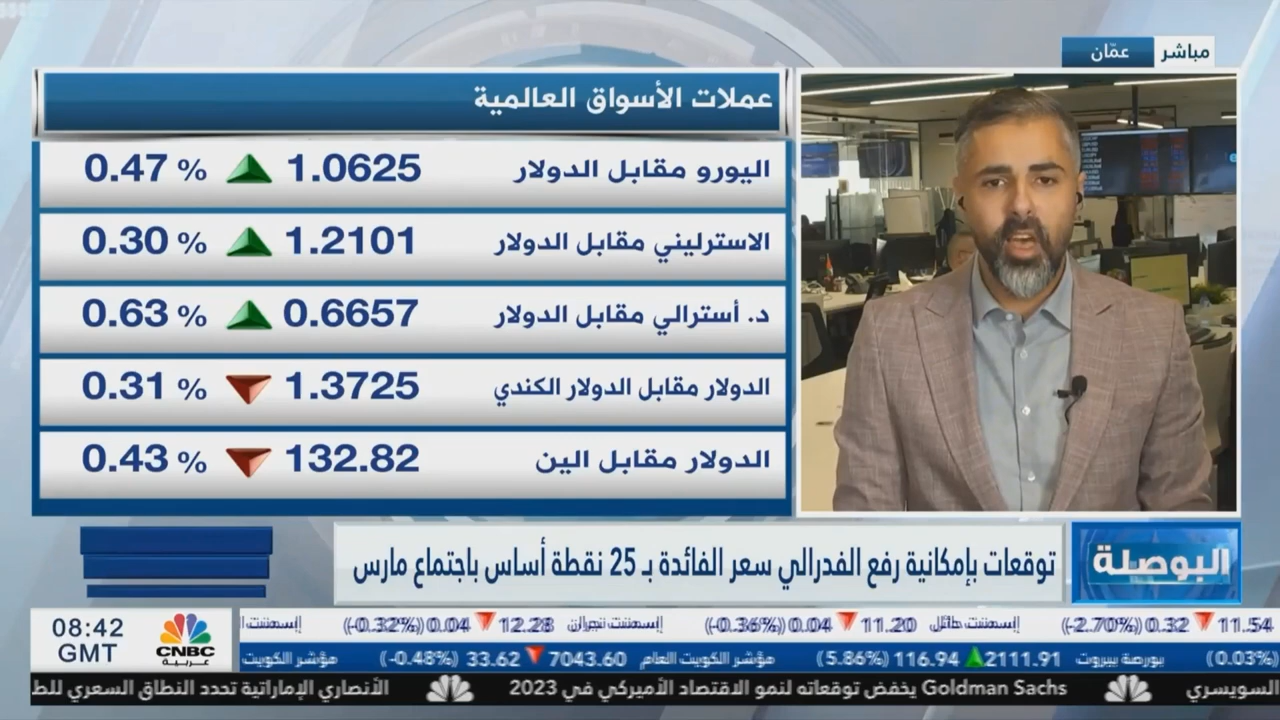 مباشر عمّان
عملات الأسواق العالمية
اليورو مقابل الدولار 1.0625 0.47 %
الاسترليني مقابل الدولار 1.2101 0.30 %
د. أسترالي مقابل الدولار 0.6657 0.63 %
الدولار مقابل الدولار الكندي 1.3725 0.31 %
الدولار مقابل الين 132.82 0.43 %
البوصلة
توقعات بإمكانية رفع الفدرالي سعر الفائدة بـ 25 نقطة أساس باجتماع مارس
08:42
GMT
CNBC
عربية
11.54 0.32 (-2.70%) إسمنت حائل 11.20 0.04 (-0.36%) إسمنت نجران 12.28 0.04 (-0.32%) إسمنت
(0.03%) بورصة بيروت 2111.91 116.94 (5.86%) مؤشر الكويت العام 7043.60 33.62 (-0.48%) مؤشر الكويت
السويسري Goldman Sachs يخفض توقعاته لنمو الاقتصاد الأميركي في 2023 الأنصاري الإماراتية تحدد النطاق السعري للط